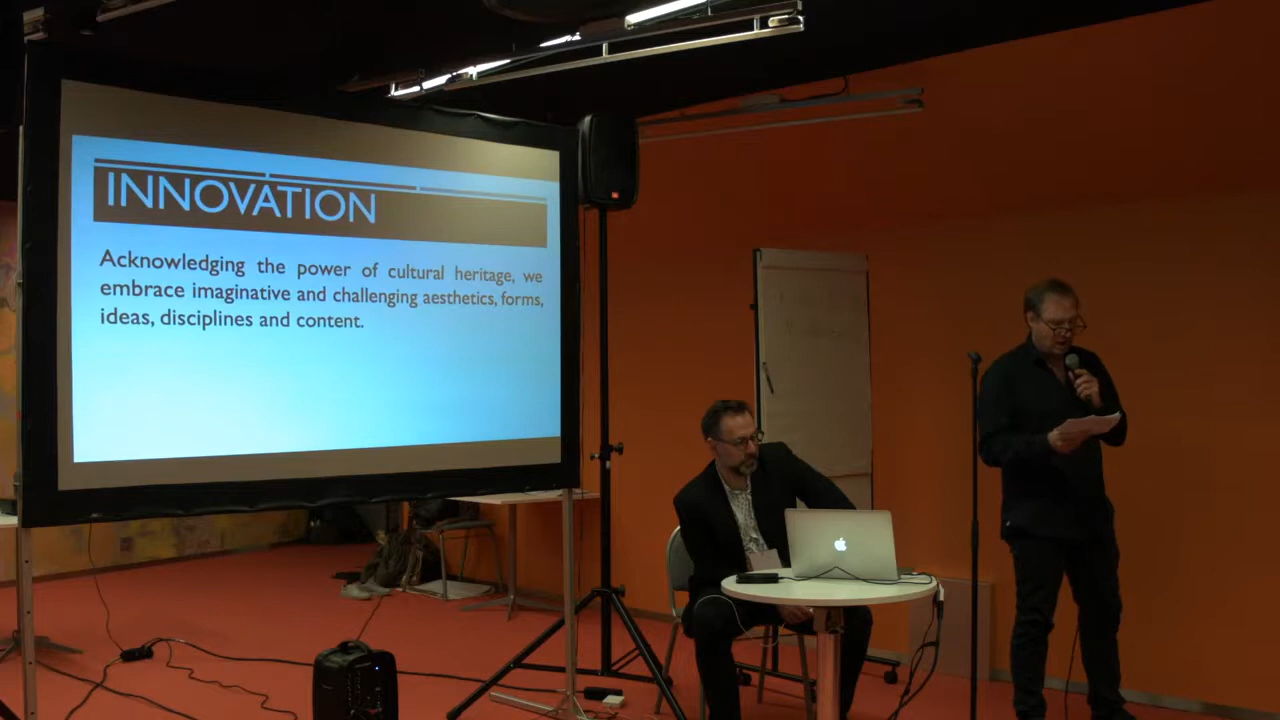 INNOVATION
Acknowledging the power of cultural heritage, we
embrace imaginative and challenging aesthetics, forms,
ideas, disciplines and content.